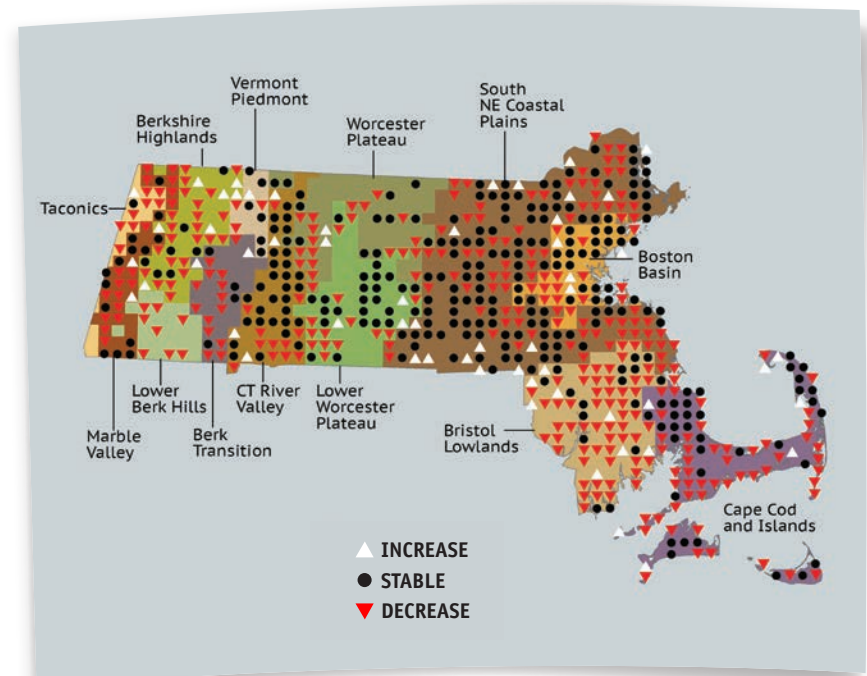 Vermont
Piedmont
Berkshire
Highlands
Worcester
Plateau
South
NE Coastal
Plains
Taconics
Boston
Basin
Marble
Valley
Lower
Berk Hills
Berk
Transition
CT River
Valley
Lower
Worcester
Plateau
Bristol
Lowlands
Cape Cod
and Islands
INCREASE
STABLE
DECREASE